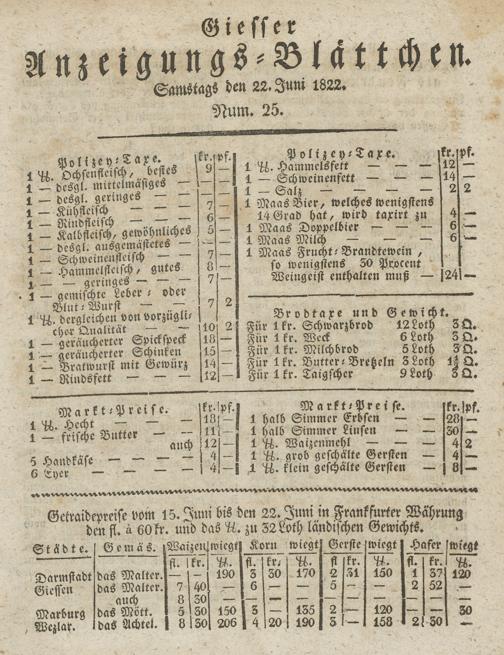 Giesser
Anzeigungs-Blättchen.
Samstags den 22. Juni 1822.
Num. 25.
Polizey-Taxe. kr. pf.
1 ℔. Ochsenfleisch, bestes 9 —
1 — desgl. mittelmäßiges —
1 — desgl. geringes — —
1 — Kuhfleisch — — 7 —
1 — Rindfleisch — — 6 —
1 — Kalbfleisch, gewöhnliches 5 —
1 — desgl. ausgemästetes —
1 — Schweinenfleisch — 7 —
1 — Hammelfleisch, gutes 8 —
1 — — geringes — — 7 —
1 — gemischte Leber- oder
Blut-Wurst — — 7 2
1 ℔. dergleichen von vorzügli-
cher Qualität — — 10 2
1 — geräucherter Spickspeck 18 —
1 — geräucherter Schinken 15 —
1 — Bratwurst mit Gewürz 14 —
1 — Rindsfett — — 12 —
Polizey-Taxe. kr. pf.
1 ℔. Hammelsfett — — — 12 —
1 — Schweinenfett — — — 14 —
1 — Salz — — — — 2 2
1 Maas Bier, welches wenigstens
14 Grad hat, wird taxirt zu 4 —
1 Maas Doppelbier — — — 6 —
1 Maas Milch — — — 6 —
1 Maas Frucht-Brandtewein,
so wenigstens 30 Procent
Weingeist enthalten muß — 24 —
Brodtaxe und Gewicht.
Für 1 kr. Schwarzbrod 12 Loth 3 Q.
Für 1 kr. Weck 6 Loth 3 Q.
Für 1 kr. Milchbrod 5 Loth 3 Q.
Für 1 kr. Butter-Bretzeln 3 Loth Q.
Für 1 kr. Taigscher 9 Loth 3 Q.
Markt-Preise. kr. pf.
1 ℔. Hecht — — — 18 —
1 — frische Butter — — 11 —
auch 12 —
5 Handkäse — — — 4 —
6 Eyer — — — 4 —
Markt-Preise. kr. pf.
1 halb Simmer Erbsen — — 28 —
1 halb Simmer Linsen — — 30 —
1 ℔. Waizenmehl — — — 4 2
1 ℔. grob geschälte Gersten — 4 —
1 ℔. klein geschälte Gersten — 8 —
Getraidepreise vom 15. Juni bis den 22. Juni in Frankfurter Währung
den fl. à 60 kr. und das ℔. zu 32 Loth ländischen Gewichts.
Städte. Gemäs. Waizen wiegt Korn wiegt Gerste wiegt Hafer wiegt
fl. kr. ℔. fl. kr. ℔. fl. kr. ℔. fl. kr. ℔.
Darmstadt das Malter. — — 190 3 30 170 2 31 150 1 37 120
Giessen das Malter. 7 40 — 6 — — 5 — — 2 52 —
auch 8 30
Marburg das Mött. 5 30 150 3 — 135 2 — 120 — — 30
Wezlar. das Achtel. 8 30 206 4 20 190 3 — 158 2 30 —